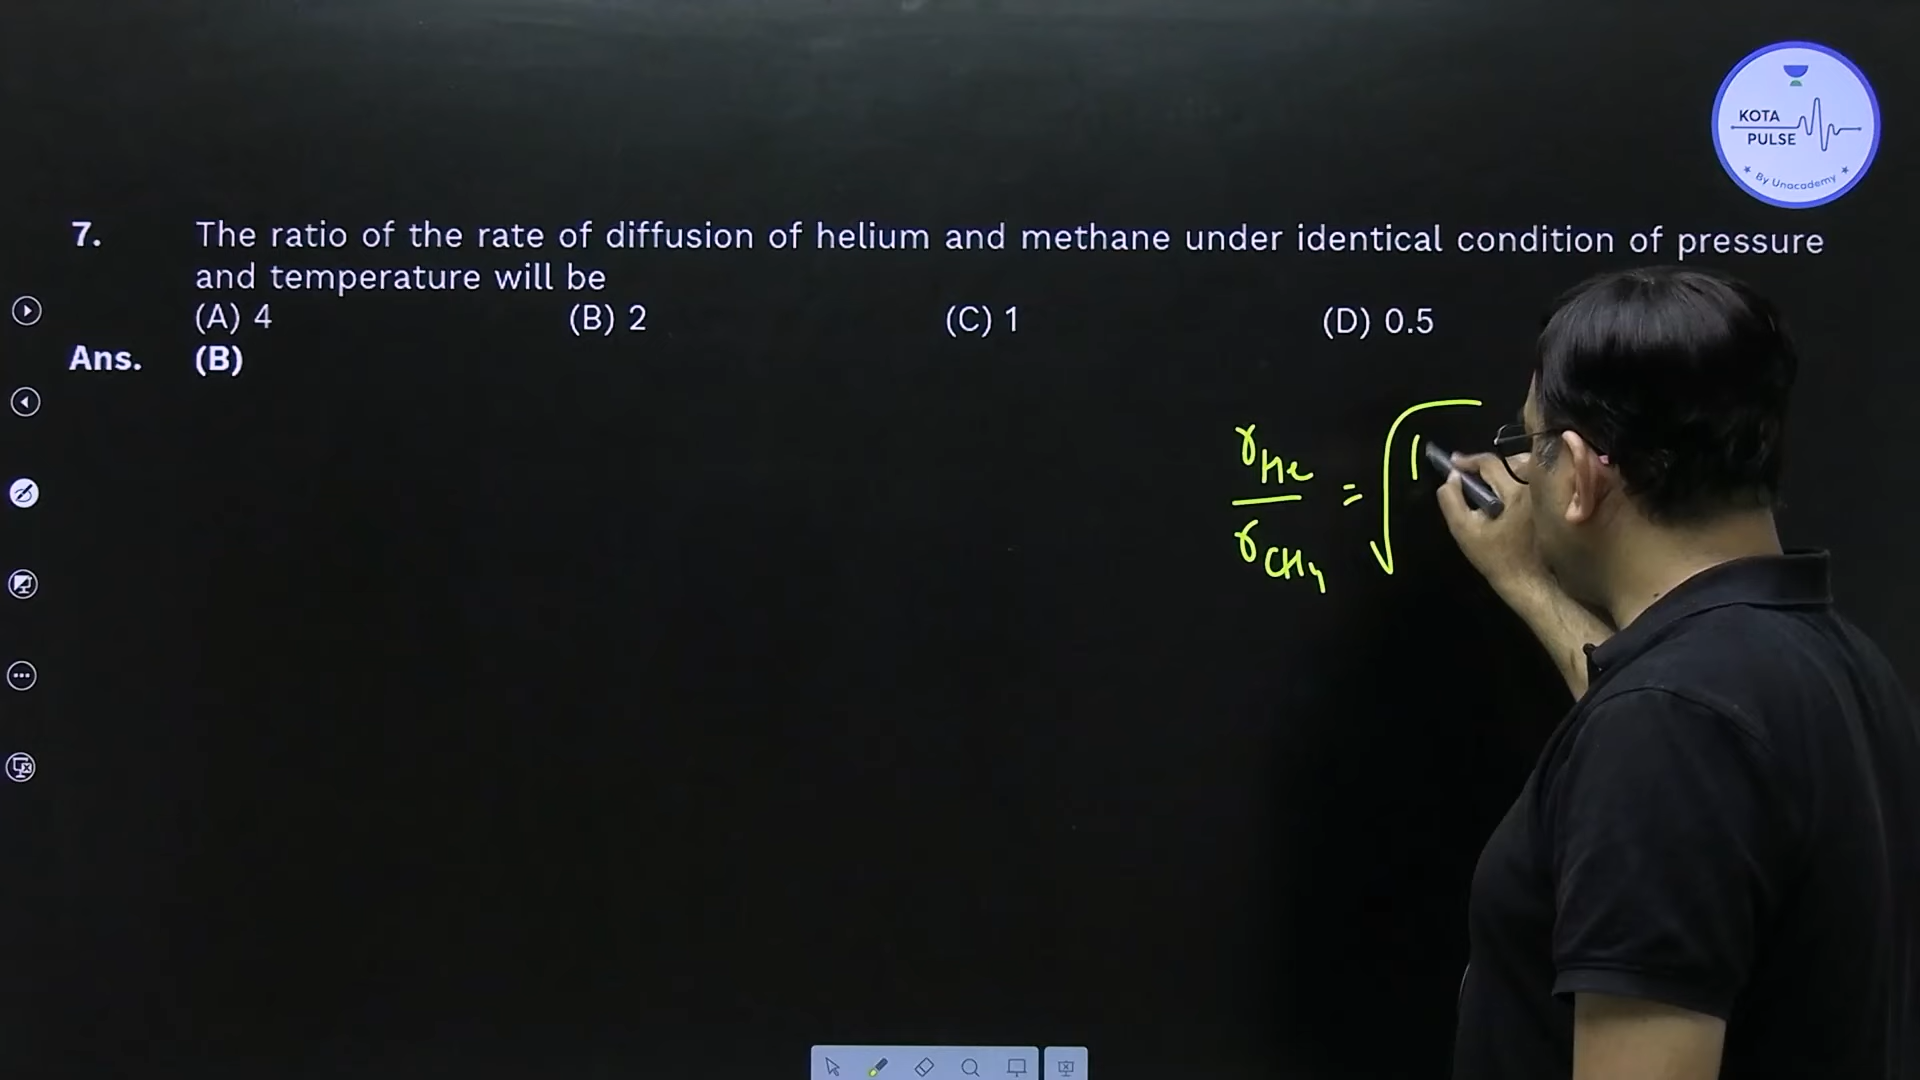 KOTA
PULSE
★ By Unacademy ★
7. The ratio of the rate of diffusion of helium and methane under identical condition of pressure
and temperature will be
(A) 4 (B) 2 (C) 1 (D) 0.5
Ans. (B)
r_He / r_CH4 = √